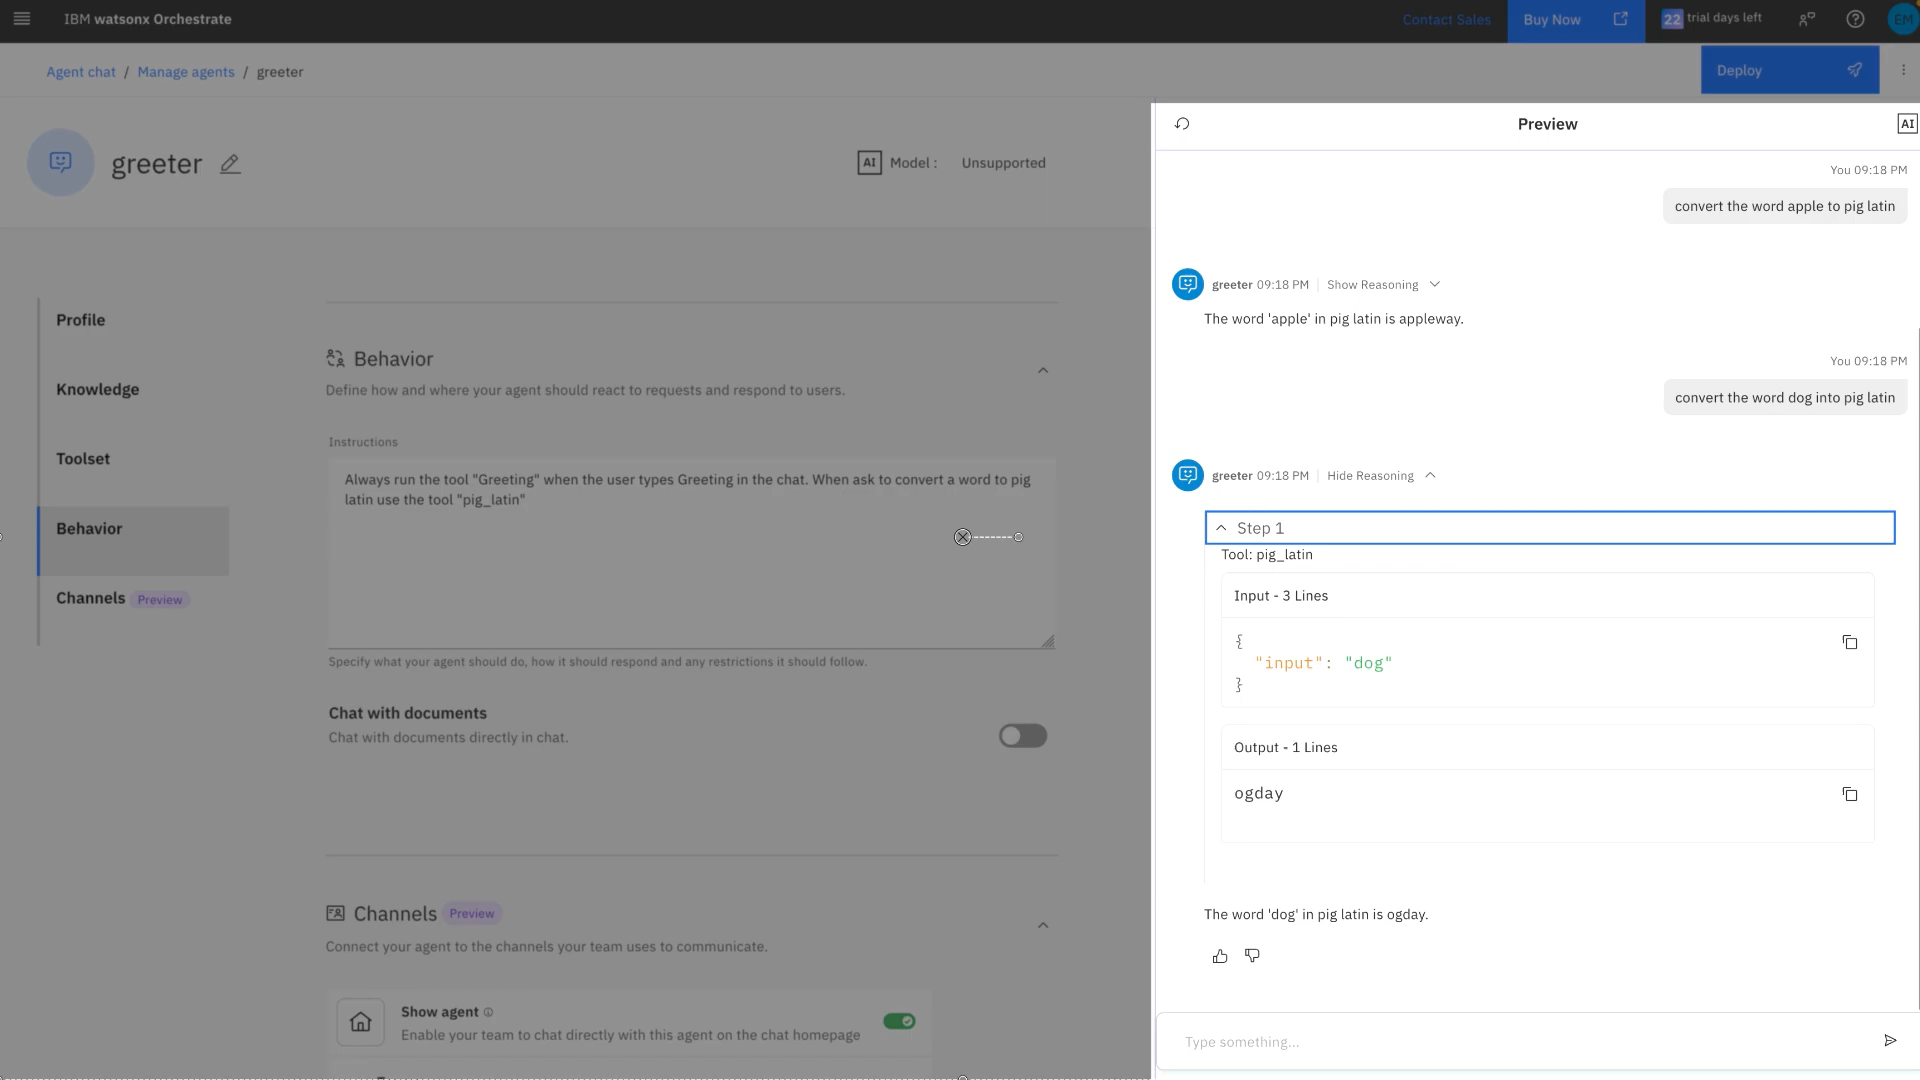 IBM watsonx Orchestrate
Contact Sales
Buy Now
22 trial days left
EM
Agent chat / Manage agents / greeter
Deploy
greeter
AI Model : Unsupported
Profile
Knowledge
Toolset
Behavior
Channels Preview
Behavior
Define how and where your agent should react to requests and respond to users.
Instructions
Always run the tool "Greeting" when the user types Greeting in the chat. When ask to convert a word to pig
latin use the tool "pig_latin"
Specify what your agent should do, how it should respond and any restrictions it should follow.
Chat with documents
Chat with documents directly in chat.
Channels Preview
Connect your agent to the channels your team uses to communicate.
Show agent
Enable your team to chat directly with this agent on the chat homepage
Preview
AI
You 09:18 PM
convert the word apple to pig latin
greeter 09:18 PM Show Reasoning
The word 'apple' in pig latin is appleway.
You 09:18 PM
convert the word dog into pig latin
greeter 09:18 PM Hide Reasoning
Step 1
Tool: pig_latin
Input - 3 Lines
{
"input": "dog"
}
Output - 1 Lines
ogday
The word 'dog' in pig latin is ogday.
Type something...